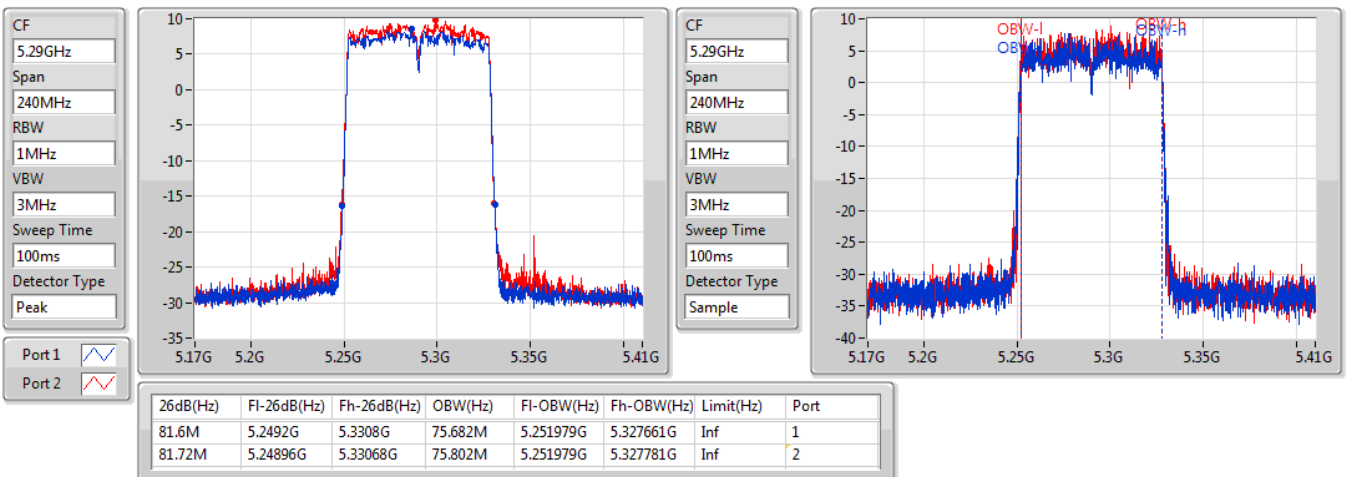 CF
5.29GHz
Span
240MHz
RBW
1MHz
VBW
3MHz
Sweep Time
100ms
Detector Type
Peak
Port 1
Port 2
10
5
0
-5
-10
-15
-20
-25
-30
-35
5.17G 5.2G 5.25G 5.3G 5.35G 5.41G
CF
5.29GHz
Span
240MHz
RBW
1MHz
VBW
3MHz
Sweep Time
100ms
Detector Type
Sample
10
5
0
-5
-10
-15
-20
-25
-30
-35
-40
OBW-l
OBW-h
5.17G 5.2G 5.25G 5.3G 5.35G 5.41G
26dB(Hz) Fl-26dB(Hz) Fh-26dB(Hz) OBW(Hz) Fl-OBW(Hz) Fh-OBW(Hz) Limit(Hz) Port
81.6M 5.2492G 5.3308G 75.682M 5.251979G 5.327661G Inf 1
81.72M 5.24896G 5.33068G 75.802M 5.251979G 5.327781G Inf 2